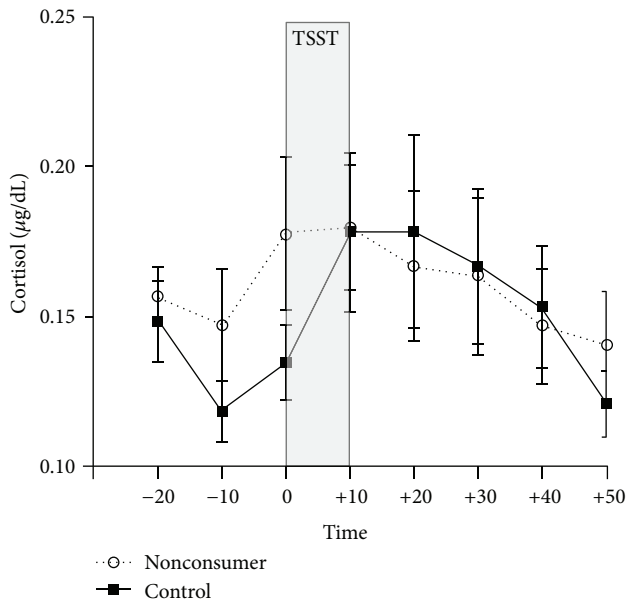 0.25
TSST
0.20
0.15
0.10
Cortisol (μg/dL)
−20 −10 0 +10 +20 +30 +40 +50
Time
Nonconsumer
Control